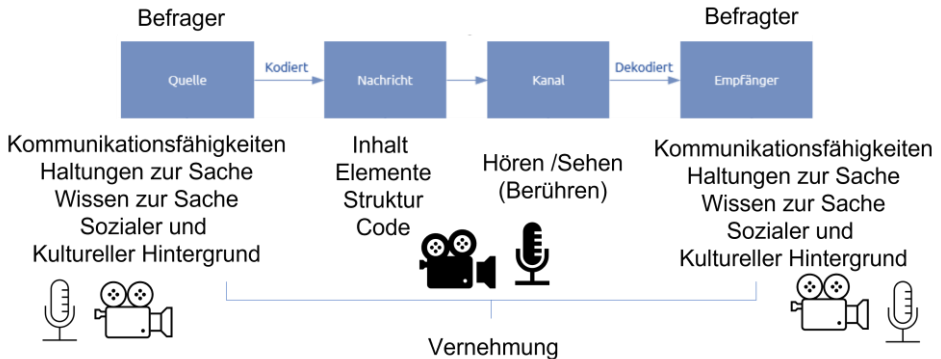 Befrager
Befragter
Quelle
Kodiert
Nachricht
Kanal
Dekodiert
Empfänger
Kommunikationsfähigkeiten
Haltungen zur Sache
Wissen zur Sache
Sozialer und
Kultureller Hintergrund
Inhalt
Elemente
Struktur
Code
Hören /Sehen
(Berühren)
Kommunikationsfähigkeiten
Haltungen zur Sache
Wissen zur Sache
Sozialer und
Kultureller Hintergrund
Vernehmung